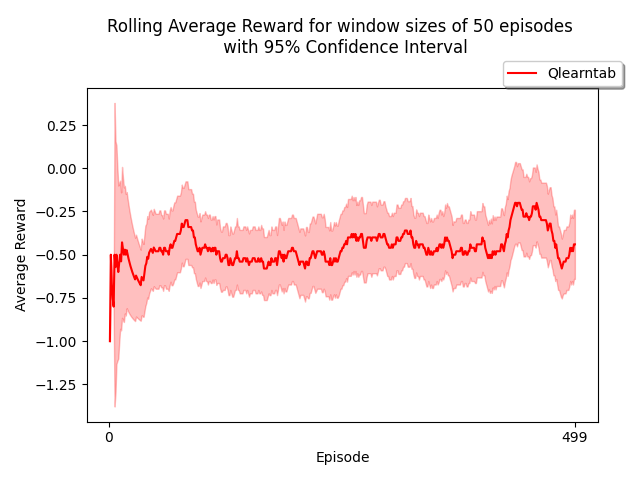 Rolling Average Reward for window sizes of 50 episodes
with 95% Confidence Interval
Qlearntab
0.25
0.00
−0.25
−0.50
−0.75
−1.00
−1.25
Average Reward
0 499
Episode